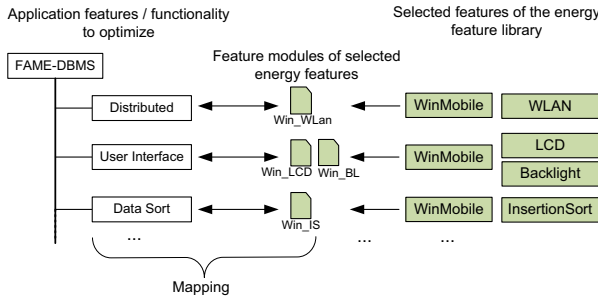 Application features / functionality
to optimize
Selected features of the energy
feature library
Feature modules of selected
energy features
FAME-DBMS
Distributed
Win_WLan
WinMobile
WLAN
User Interface
Win_LCD
Win_BL
WinMobile
LCD
Backlight
Data Sort
Win_IS
WinMobile
InsertionSort
...
...
...
Mapping